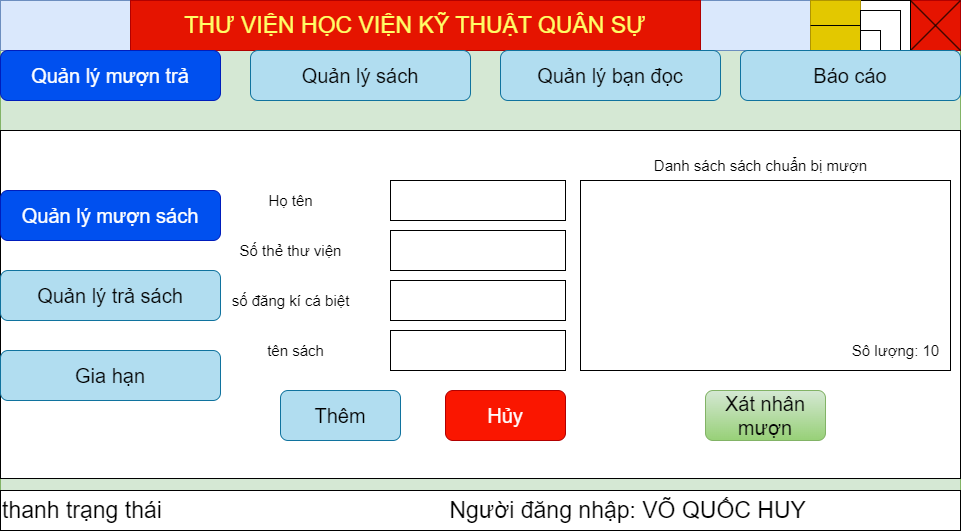 THƯ VIỆN HỌC VIỆN KỸ THUẬT QUÂN SỰ
Quản lý mượn trả
Quản lý sách
Quản lý bạn đọc
Báo cáo
Danh sách sách chuẩn bị mượn
Họ tên
Quản lý mượn sách
Số thẻ thư viện
Quản lý trả sách
số đăng kí cá biệt
tên sách
Sô lượng: 10
Gia hạn
Thêm
Hủy
Xát nhân
mượn
thanh trạng thái
Người đăng nhập: VÕ QUỐC HUY